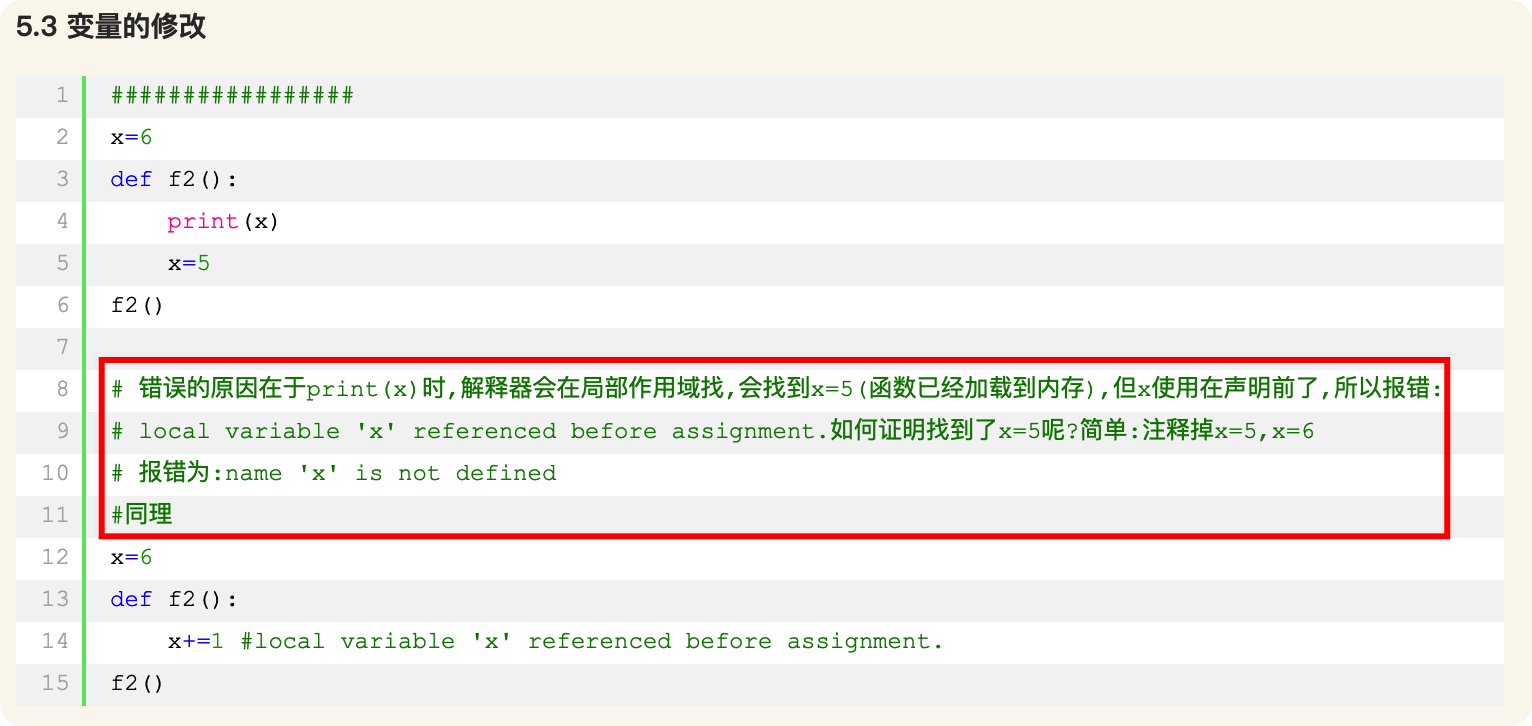 5.3 变量的修改
1 #################
2 x=6
3 def f2():
4     print(x)
5     x=5
6 f2()
7
8 # 错误的原因在于print(x)时,解释器会在局部作用域找,会找到x=5(函数已经加载到内存),但x使用在声明前了,所以报错:
9 # local variable 'x' referenced before assignment.如何证明找到了x=5呢?简单:注释掉x=5,x=6
10 # 报错为:name 'x' is not defined
11 #同理
12 x=6
13 def f2():
14     x+=1 #local variable 'x' referenced before assignment.
15 f2()